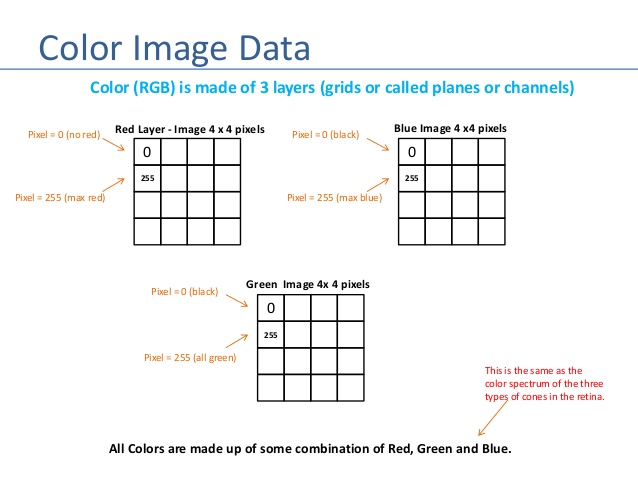 Color Image Data
Color (RGB) is made of 3 layers (grids or called planes or channels)
Pixel = 0 (no red)
Red Layer - Image 4 x 4 pixels
0
255
Pixel = 255 (max red)
Pixel = 0 (black)
Blue Image 4 x4 pixels
0
255
Pixel = 255 (max blue)
Green  Image 4x 4 pixels
Pixel = 0 (black)
0
255
Pixel = 255 (all green)
This is the same as the
color spectrum of the three
types of cones in the retina.
All Colors are made up of some combination of Red, Green and Blue.